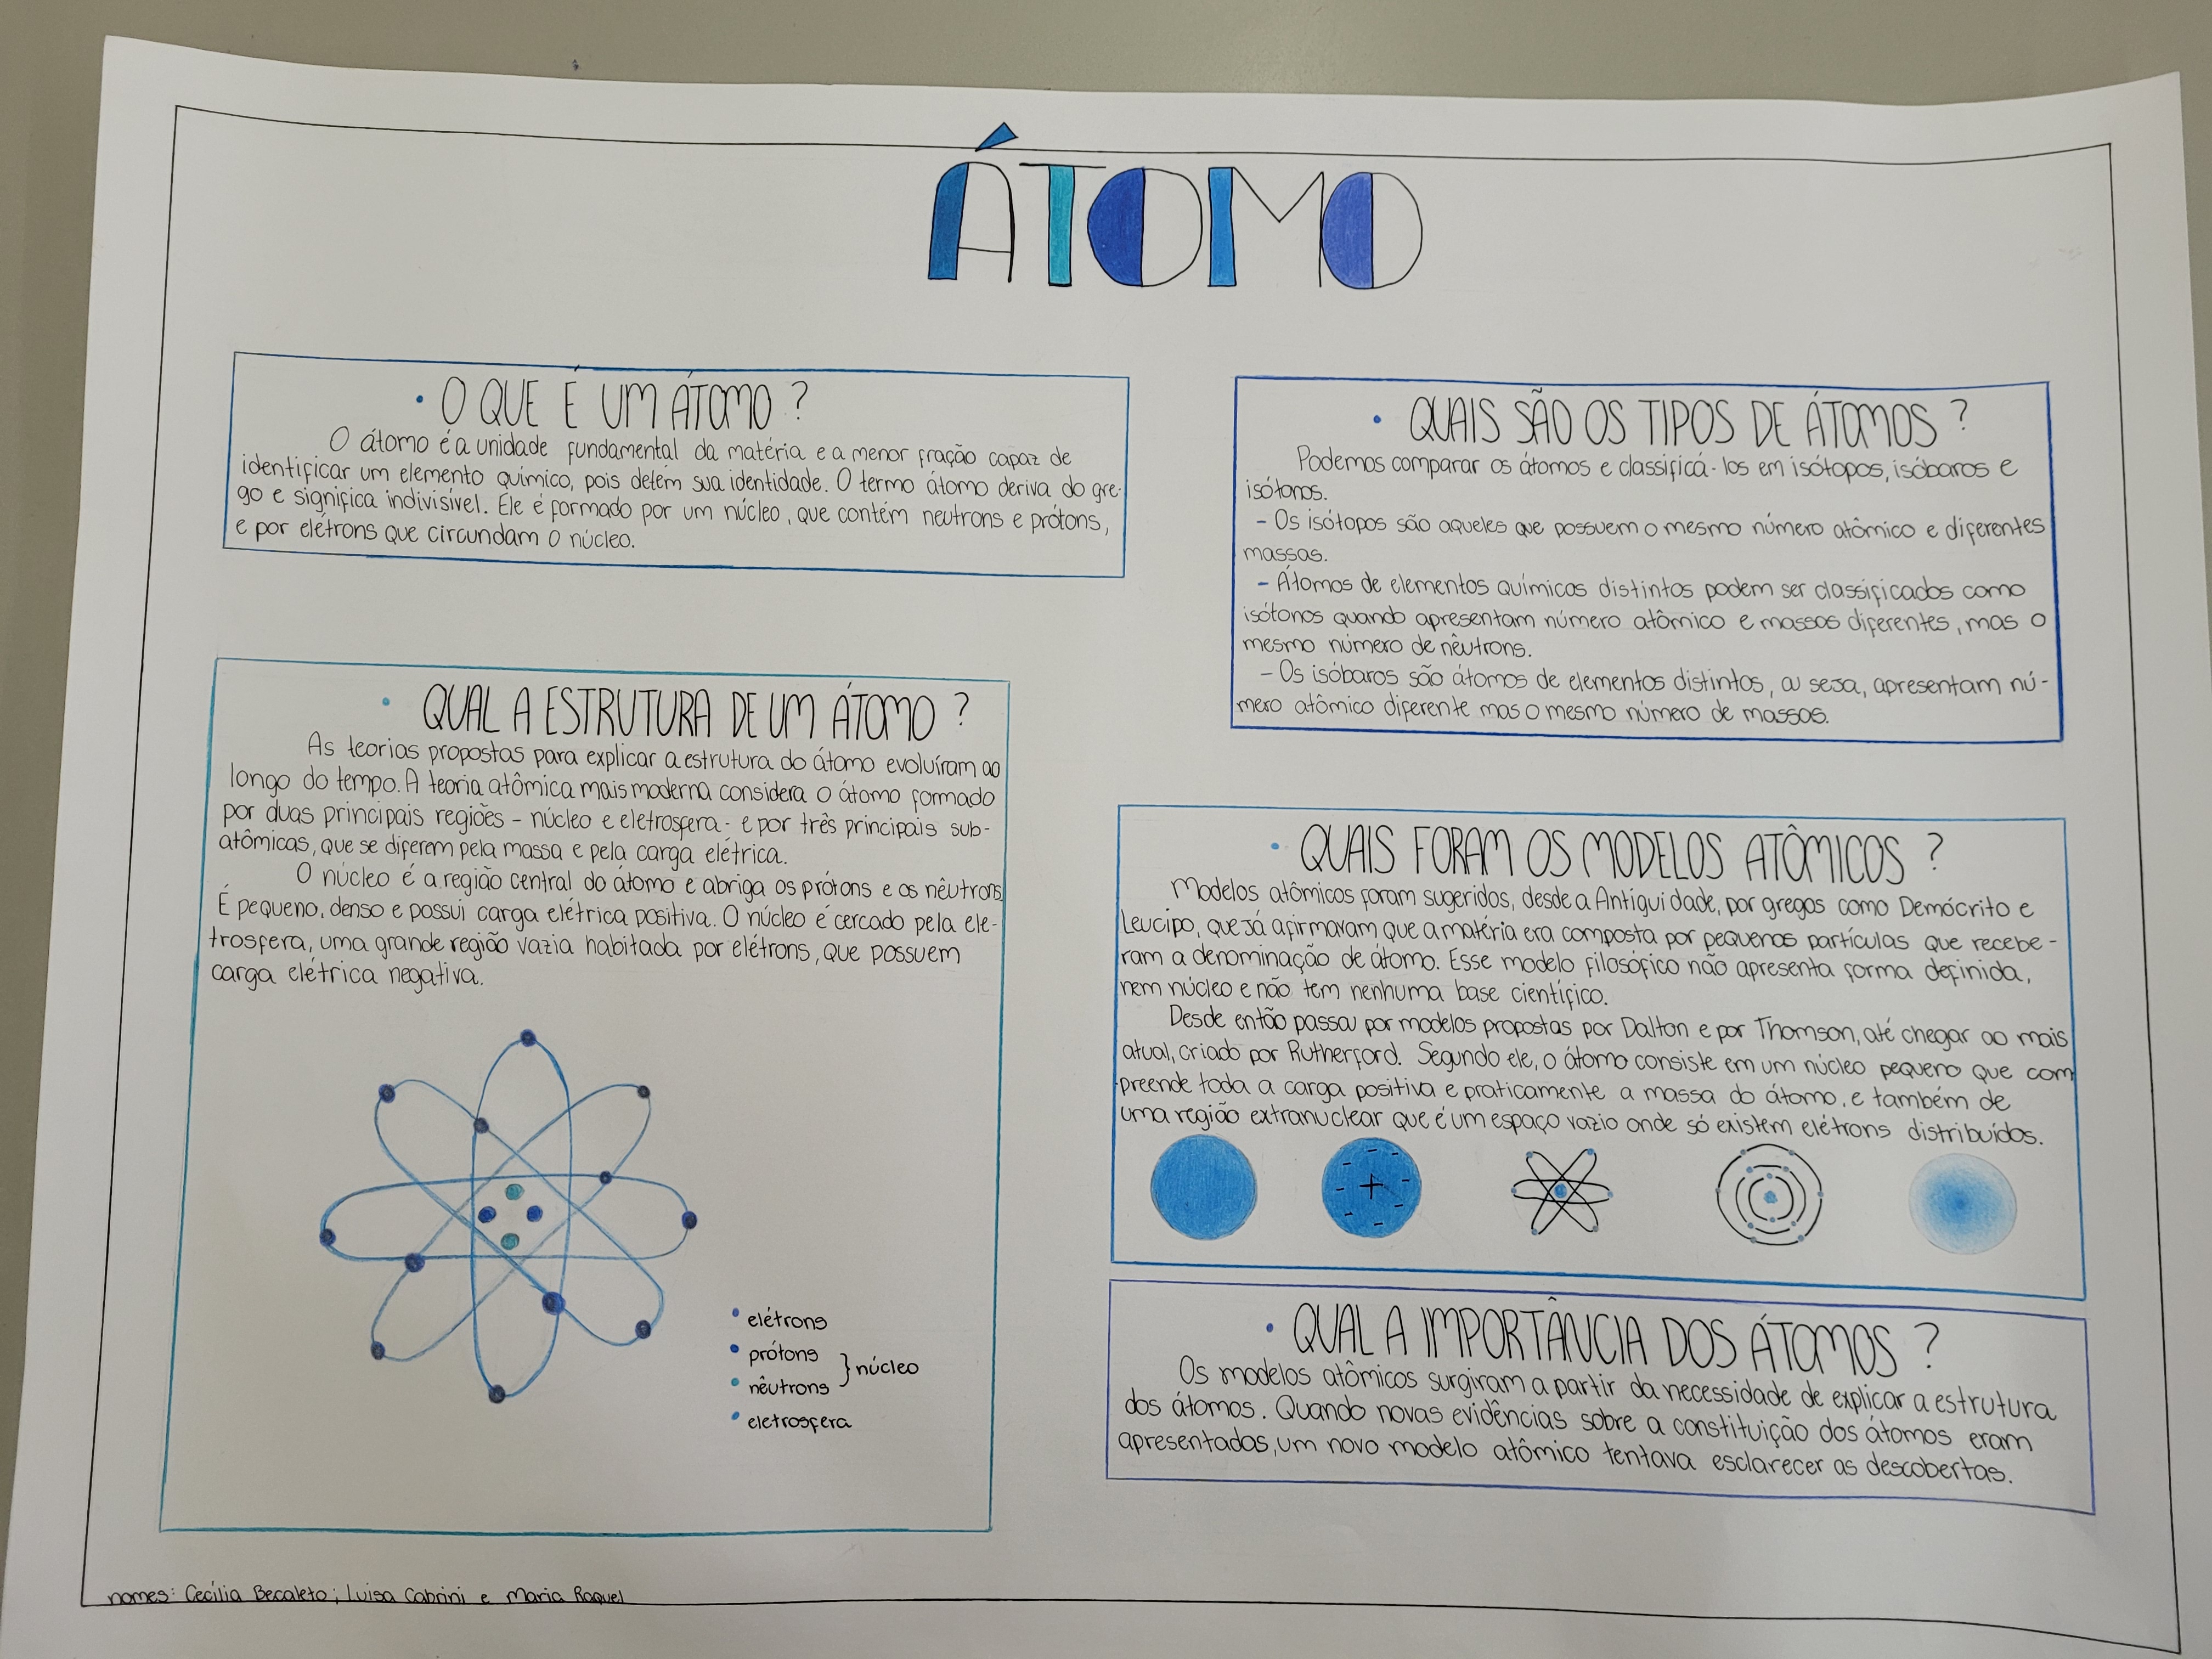 ÁTOMO
• O QUE É UM ÁTOMO ?
O átomo é a unidade fundamental da matéria e a menor fração capaz de
identificar um elemento químico, pois detém sua identidade. O termo átomo deriva do gre-
go e significa indivisível. Ele é formado por um núcleo, que contém neutrons e prótons,
e por elétrons que circundam o núcleo.
• QUAL A ESTRUTURA DE UM ÁTOMO ?
As teorias propostas para explicar a estrutura do átomo evoluíram ao
longo do tempo. A teoria atômica mais moderna considera o átomo formado
por duas principais regiões - núcleo e eletrosfera - e por três principais sub-
atômicas, que se diferem pela massa e pela carga elétrica.
O núcleo é a região central do átomo e abriga os prótons e os nêutrons.
É pequeno, denso e possui carga elétrica positiva. O núcleo é cercado pela ele-
trosfera, uma grande região vazia habitada por elétrons, que possuem
carga elétrica negativa.
• elétrons
• prótons
• nêutrons
} núcleo
• eletrosfera
• QUAIS SÃO OS TIPOS DE ÁTOMOS ?
Podemos comparar os átomos e classificá-los em isótopos, isóbaros e
isótonos.
- Os isótopos são aqueles que possuem o mesmo número atômico e diferentes
massas.
- Átomos de elementos químicos distintos podem ser classificados como
isótonos quando apresentam número atômico e massas diferentes, mas o
mesmo número de nêutrons.
- Os isóbaros são átomos de elementos distintos, ou seja, apresentam nú-
mero atômico diferente mas o mesmo número de massas.
• QUAIS FORAM OS MODELOS ATÔMICOS ?
Modelos atômicos foram sugeridos, desde a Antiguidade, por gregos como Demócrito e
Leucipo, que já afirmavam que a matéria era composta por pequenas partículas que recebe-
ram a denominação de átomo. Esse modelo filosófico não apresenta forma definida,
nem núcleo e não tem nenhuma base científico.
Desde então passou por modelos propostas por Dalton e por Thomson, até chegar ao mais
atual, criado por Rutherford. Segundo ele, o átomo consiste em um núcleo pequeno que com
-preende toda a carga positiva e praticamente a massa do átomo, e também de
uma região extranuclear que é um espaço vazio onde só existem elétrons distribuídos.
- - - - + - - - -
• QUAL A IMPORTÂNCIA DOS ÁTOMOS ?
Os modelos atômicos surgiram a partir da necessidade de explicar a estrutura
dos átomos. Quando novas evidências sobre a constituição dos átomos eram
apresentadas, um novo modelo atômico tentava esclarecer as descobertas.
nomes: Cecília Becaleto; Luisa Cabrini e Maria Raquel